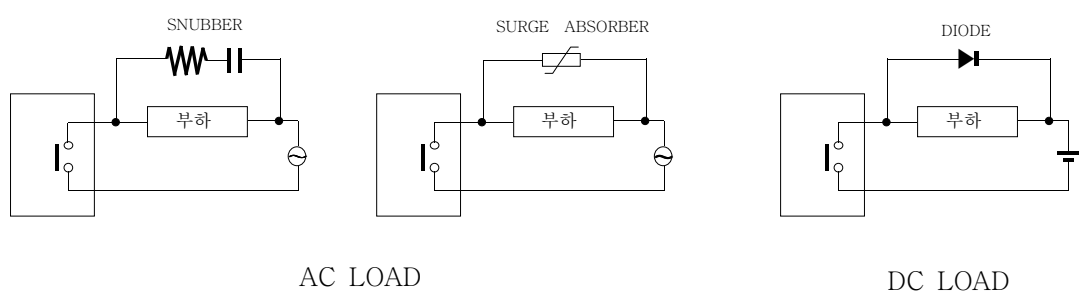 SNUBBER
부하
SURGE ABSORBER
부하
DIODE
부하
AC LOAD
DC LOAD